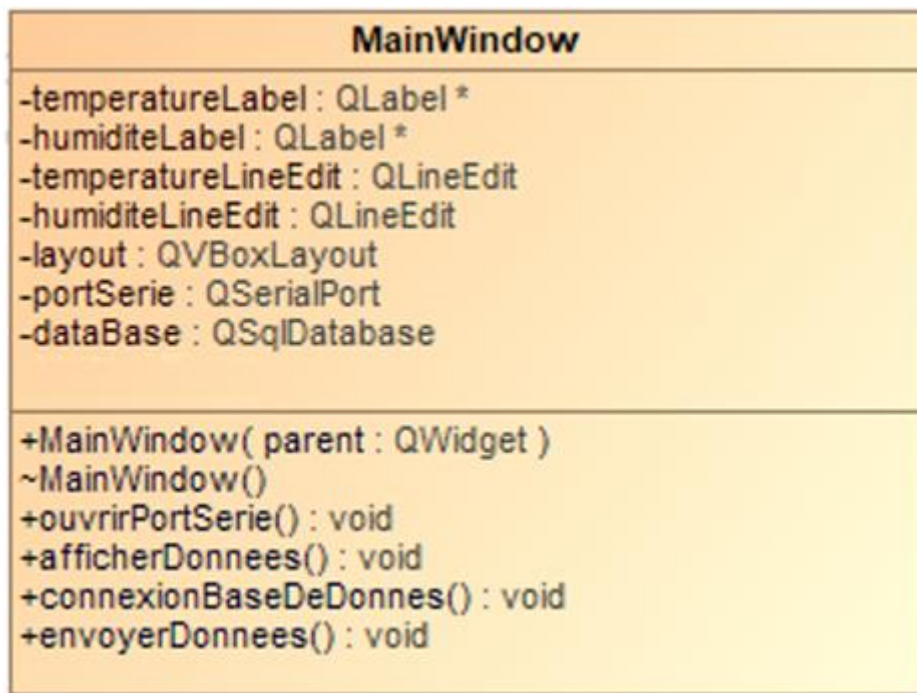 MainWindow
-temperatureLabel : QLabel *
-humiditeLabel : QLabel *
-temperatureLineEdit : QLineEdit
-humiditeLineEdit : QLineEdit
-layout : QVBoxLayout
-portSerie : QSerialPort
-dataBase : QSqlDatabase
+MainWindow( parent : QWidget )
~MainWindow()
+ouvrirPortSerie() : void
+afficherDonnees() : void
+connexionBaseDeDonnes() : void
+envoyerDonnees() : void